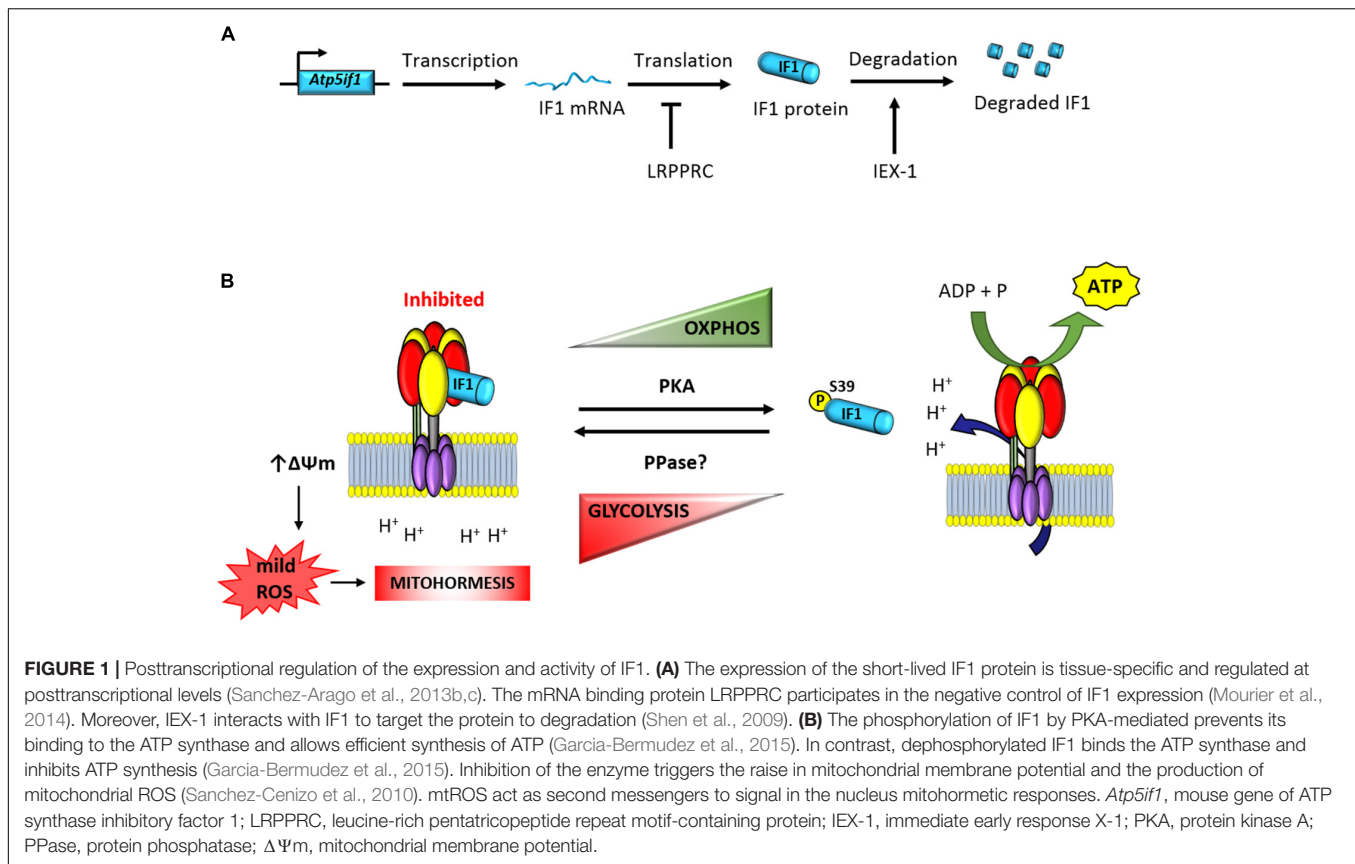 A
Transcription
Translation
Degradation
Atp5if1
IF1
IF1 mRNA
IF1 protein
Degraded IF1
LRPPRC
IEX-1
B
Inhibited
OXPHOS
ADP + P
ATP
IF1
PKA
S39
P
IF1
H+
H+
H+
PPase?
↑ΔΨm
GLYCOLYSIS
H+ H+ H+ H+
mild
ROS
MITOHORMESIS
FIGURE 1 | Posttranscriptional regulation of the expression and activity of IF1. (A) The expression of the short-lived IF1 protein is tissue-specific and regulated at
posttranscriptional levels (Sanchez-Arago et al., 2013b,c). The mRNA binding protein LRPPRC participates in the negative control of IF1 expression (Mourier et al.,
2014). Moreover, IEX-1 interacts with IF1 to target the protein to degradation (Shen et al., 2009). (B) The phosphorylation of IF1 by PKA-mediated prevents its
binding to the ATP synthase and allows efficient synthesis of ATP (Garcia-Bermudez et al., 2015). In contrast, dephosphorylated IF1 binds the ATP synthase and
inhibits ATP synthesis (Garcia-Bermudez et al., 2015). Inhibition of the enzyme triggers the raise in mitochondrial membrane potential and the production of
mitochondrial ROS (Sanchez-Cenizo et al., 2010). mtROS act as second messengers to signal in the nucleus mitohormetic responses. Atp5if1, mouse gene of ATP
synthase inhibitory factor 1; LRPPRC, leucine-rich pentatricopeptide repeat motif-containing protein; IEX-1, immediate early response X-1; PKA, protein kinase A;
PPase, protein phosphatase; ΔΨm, mitochondrial membrane potential.